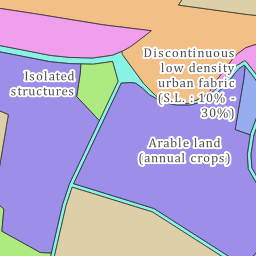 Discontinuous
low density
urban fabric
(S.L. : 10% -
30%)
Isolated
structures
Arable land
(annual crops)